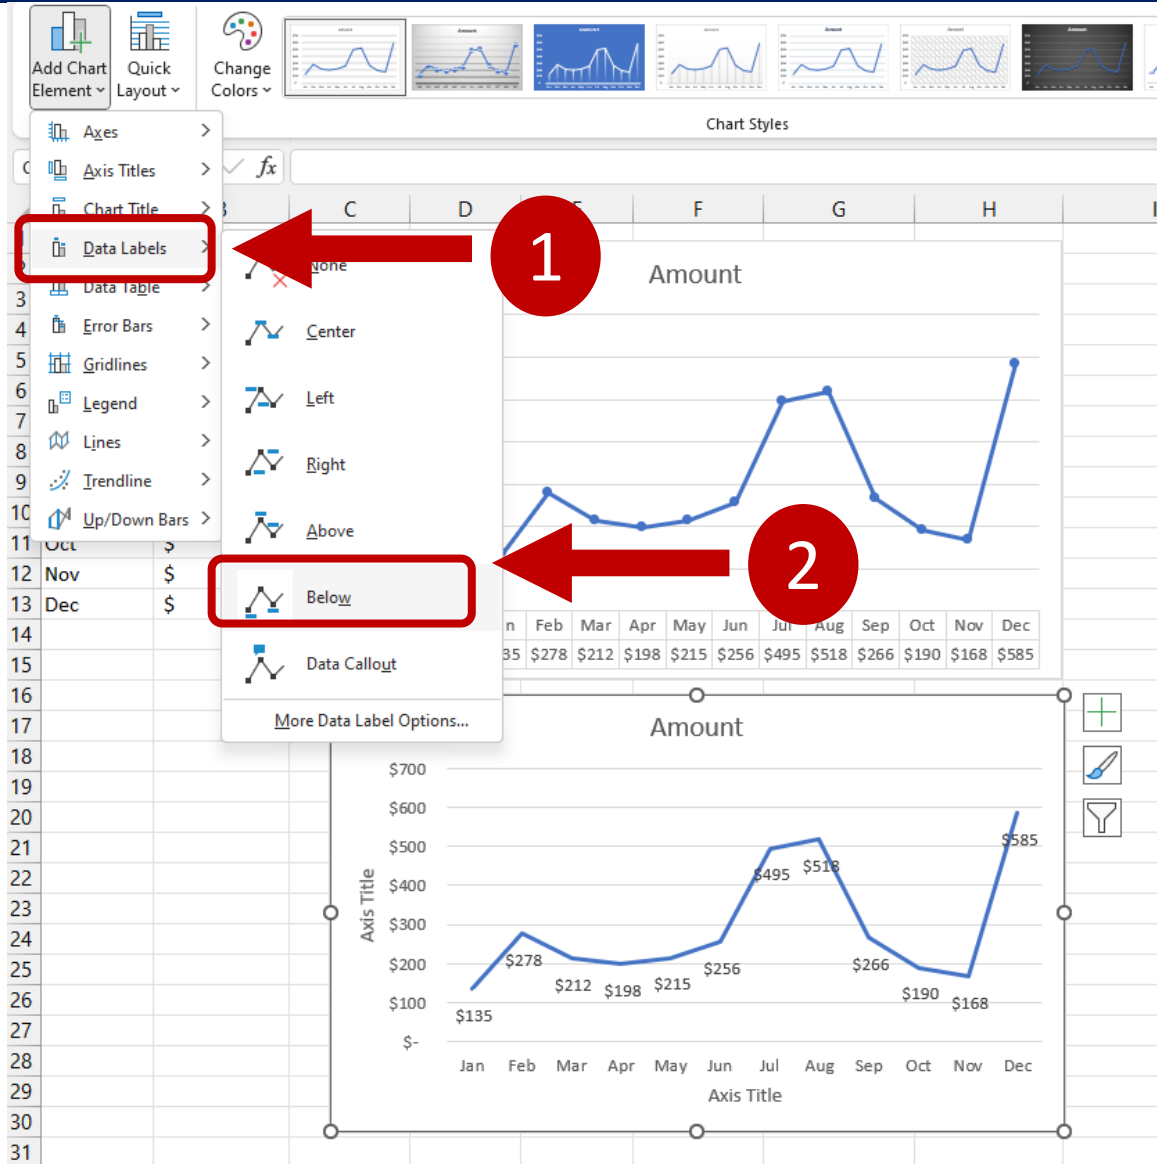 Add Chart Element
Quick Layout
Change Colors
Chart Styles
Axes
Axis Titles
Chart Title
Data Labels
Data Table
Error Bars
Gridlines
Legend
Lines
Trendline
Up/Down Bars
fx
C D E F G H
1
None
Center
Left
Right
Above
Below
Data Callout
More Data Label Options...
2
Amount
Feb Mar Apr May Jun Jul Aug Sep Oct Nov Dec
$278 $212 $198 $215 $256 $495 $518 $266 $190 $168 $585
3
4
5
6
7
8
9
10
11 Oct $
12 Nov $
13 Dec $
14
15
16
17
18
19
20
21
22
23
24
25
26
27
28
29
30
31
Amount
$700
$600
$500
$400
$300
$200
$100
$-
Axis Title
$135 $278 $212 $198 $215 $256 $495 $518 $266 $190 $168 $585
Jan Feb Mar Apr May Jun Jul Aug Sep Oct Nov Dec
Axis Title